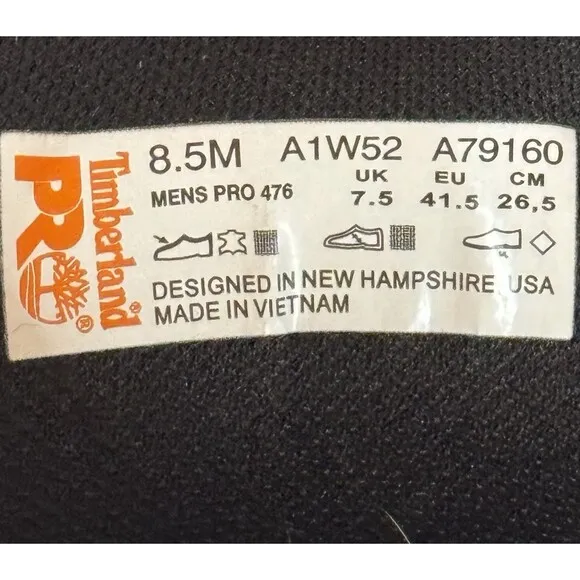 Timberland
PRO
8.5M A1W52 A79160
MENS PRO 476
UK EU CM
7.5 41.5 26,5
DESIGNED IN NEW HAMPSHIRE, USA
MADE IN VIETNAM